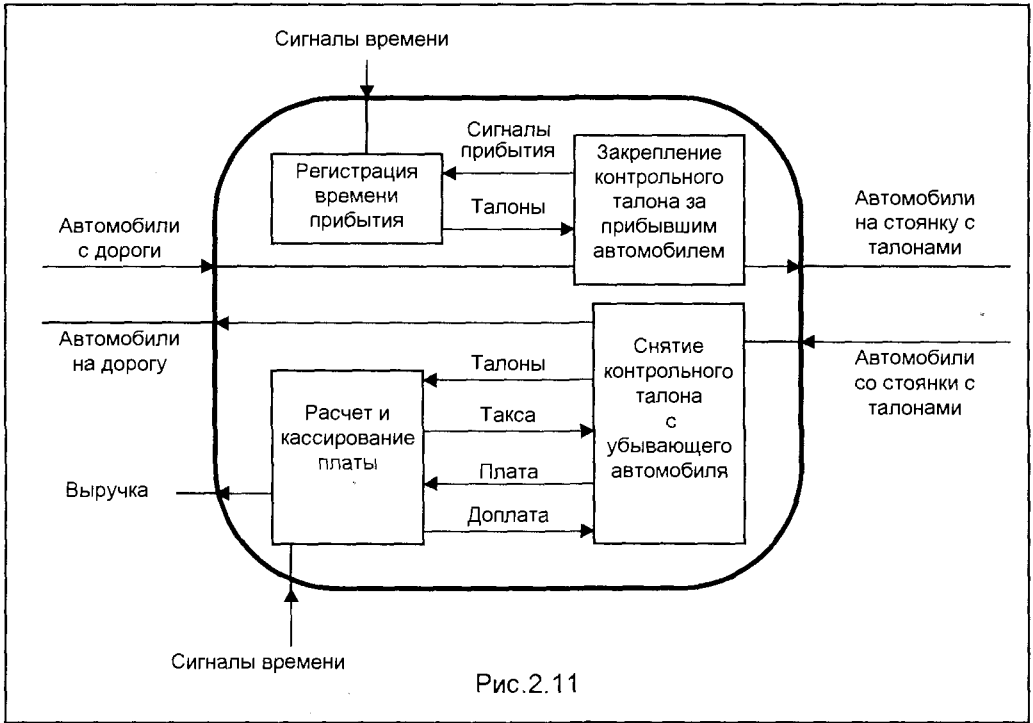 Сигналы времени
Сигналы
прибытия
Регистрация
времени
прибытия
Талоны
Закрепление
контрольного
талона за
прибывшим
автомобилем
Автомобили
с дороги
Автомобили
на стоянку с
талонами
Автомобили
на дорогу
Талоны
Снятие
контрольного
талона
с
убывающего
автомобиля
Автомобили
со стоянки с
талонами
Расчет и
кассирование
платы
Такса
Плата
Выручка
Доплата
Сигналы времени
Рис.2.11